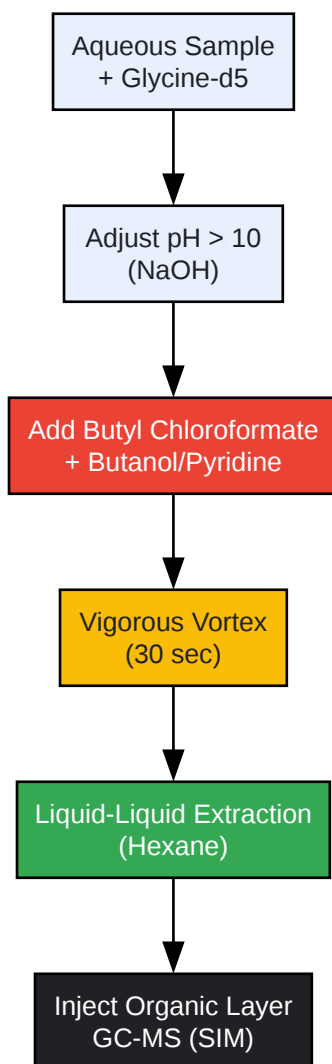 Aqueous Sample
+ Glycine-d5
Adjust pH > 10
(NaOH)
Add Butyl Chloroformate
+ Butanol/Pyridine
Vigorous Vortex
(30 sec)
Liquid-Liquid Extraction
(Hexane)
Inject Organic Layer
GC-MS (SIM)